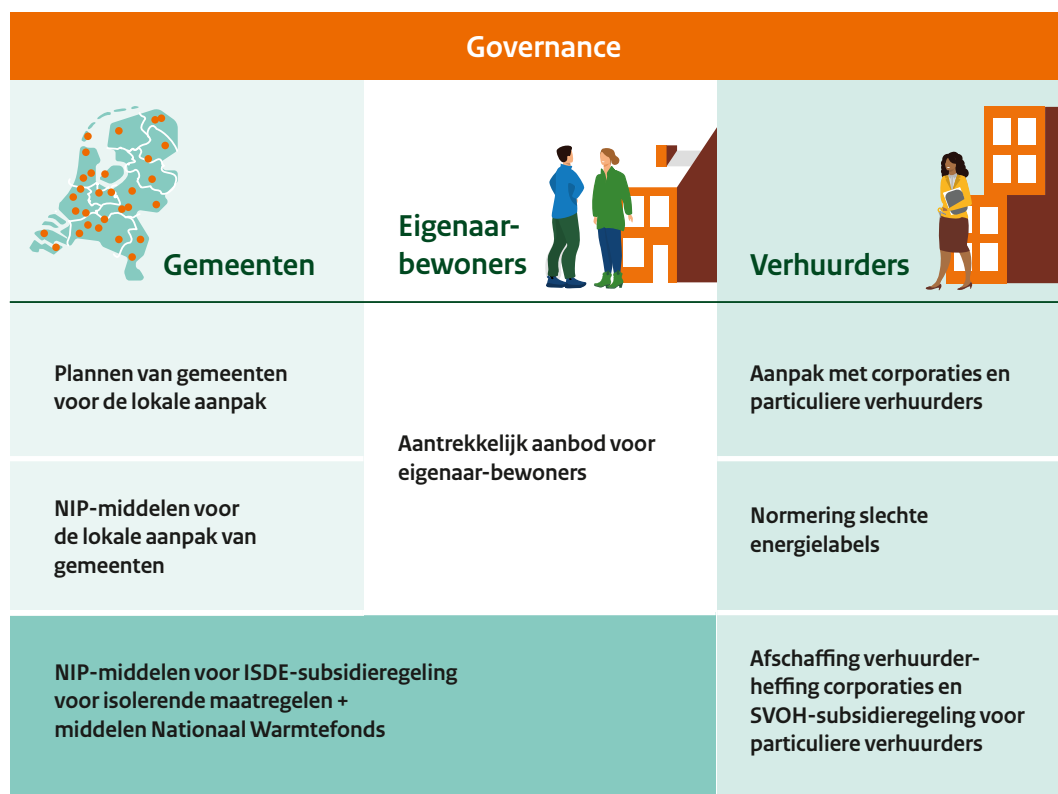 Governance
Gemeenten
Eigenaar-
bewoners
Verhuurders
Plannen van gemeenten
voor de lokale aanpak
NIP-middelen voor
de lokale aanpak van
gemeenten
Aantrekkelijk aanbod voor
eigenaar-bewoners
Aanpak met corporaties en
particuliere verhuurders
Normering slechte
energielabels
NIP-middelen voor ISDE-subsidieregeling
voor isolerende maatregelen +
middelen Nationaal Warmtefonds
Afschaffing verhuurder-
heffing corporaties en
SVOH-subsidieregeling voor
particuliere verhuurders